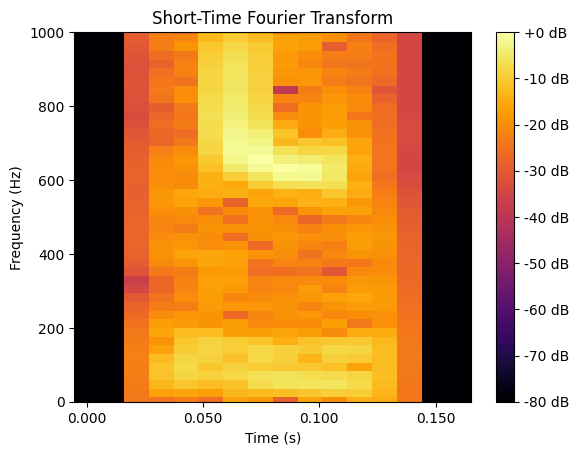 Short-Time Fourier Transform
1000
800
600
400
200
0
Frequency (Hz)
0.000
0.050
0.100
0.150
Time (s)
+0 dB
-10 dB
-20 dB
-30 dB
-40 dB
-50 dB
-60 dB
-70 dB
-80 dB